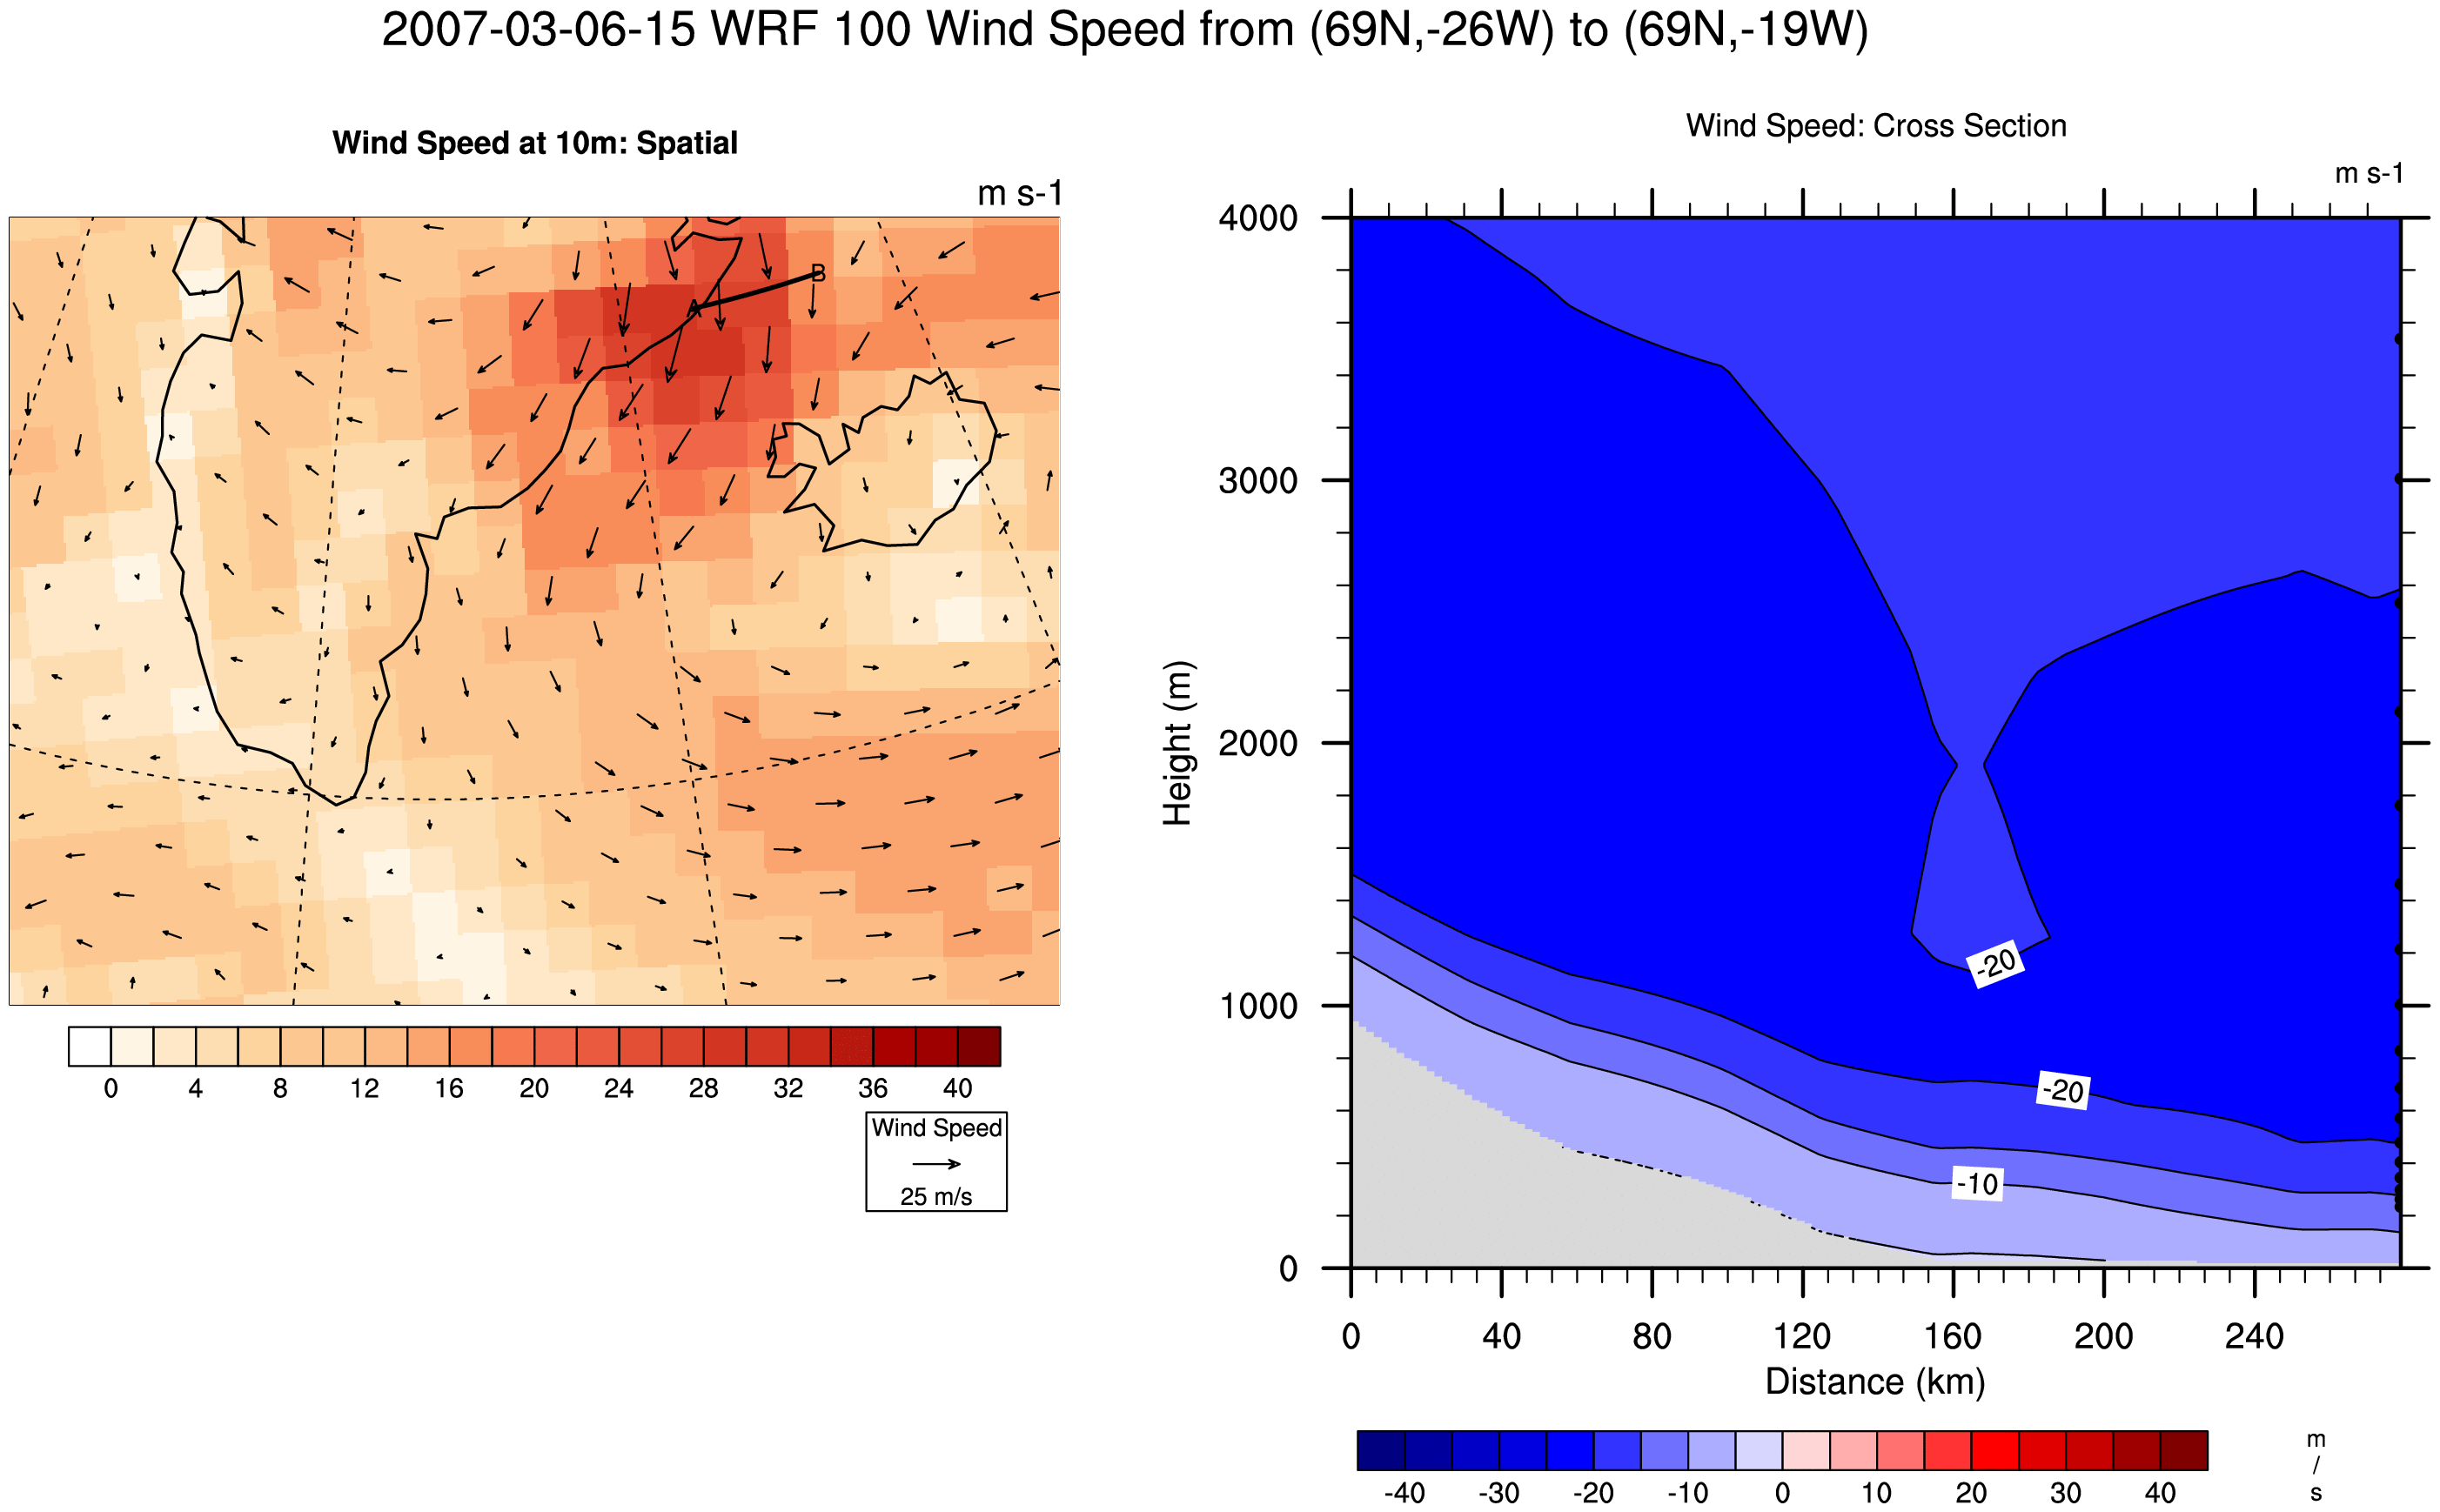 2007-03-06-15 WRF 100 Wind Speed from (69N,-26W) to (69N,-19W)
Wind Speed at 10m: Spatial
m s-1
A
B
0 4 8 12 16 20 24 28 32 36 40
Wind Speed
25 m/s
Wind Speed: Cross Section
m s-1
4000
3000
2000
1000
0
Height (m)
-20
-20
-10
0 40 80 120 160 200 240
Distance (km)
-40 -30 -20 -10 0 10 20 30 40
m
/
s